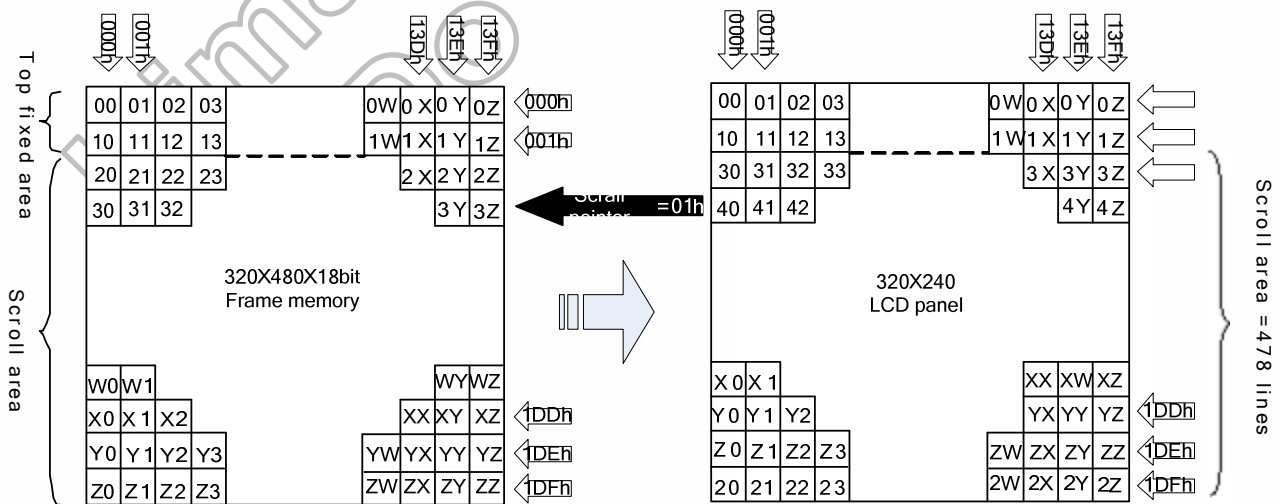 000h 001h 13Dh 13Eh 13Fh
000h 001h 13Dh 13Eh 13Fh
Top fixed area
Scroll area
00 01 02 03 0W 0X 0Y 0Z 000h
10 11 12 13 1W 1X 1Y 1Z 001h
20 21 22 23 2X 2Y 2Z
30 31 32 3Y 3Z
320X480X18bit
Frame memory
W0 W1 WY WZ
X0 X1 X2 XX XY XZ 1DDh
Y0 Y1 Y2 Y3 YW YX YY YZ 1DEh
Z0 Z1 Z2 Z3 ZW ZX ZY ZZ 1DFh
Scroll
pointer =01h
00 01 02 03 0W 0X 0Y 0Z
10 11 12 13 1W 1X 1Y 1Z
30 31 32 33 3X 3Y 3Z
40 41 42 4Y 4Z
320X240
LCD panel
X0 X1 XX XW XZ
Y0 Y1 Y2 YX YY YZ 1DDh
Z0 Z1 Z2 Z3 ZW ZX ZY ZZ 1DEh
20 21 22 23 2W 2X 2Y 2Z 1DFh
Scroll area =478 lines